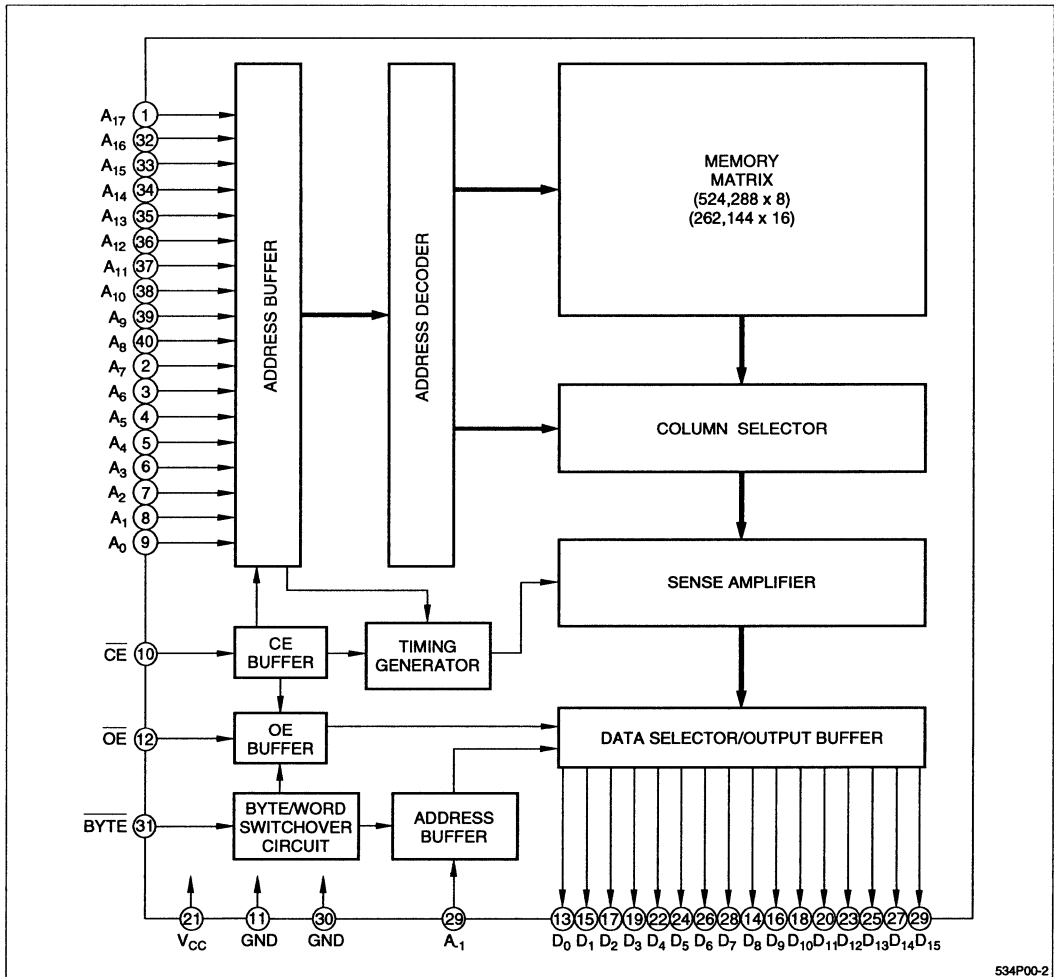 A17 1
A16 32
A15 33
A14 34
A13 35
A12 36
A11 37
A10 38
A9 39
A8 40
A7 2
A6 3
A5 4
A4 5
A3 6
A2 7
A1 8
A0 9
ADDRESS BUFFER
ADDRESS DECODER
MEMORY
MATRIX
(524,288 x 8)
(262,144 x 16)
COLUMN SELECTOR
SENSE AMPLIFIER
CE 10
CE
BUFFER
TIMING
GENERATOR
OE 12
OE
BUFFER
DATA SELECTOR/OUTPUT BUFFER
BYTE 31
BYTE/WORD
SWITCHOVER
CIRCUIT
ADDRESS
BUFFER
21 11 30 29 13 15 17 19 22 24 26 28 14 16 18 20 23 25 27 29
VCC GND GND A-1 D0 D1 D2 D3 D4 D5 D6 D7 D8 D9 D10 D11 D12 D13 D14 D15
534P00-2